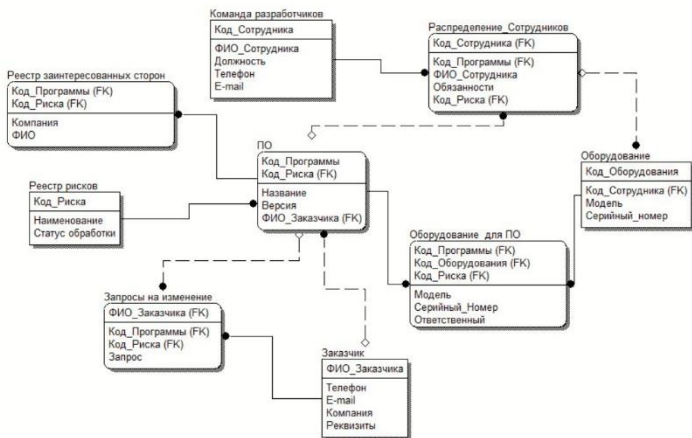 Команда разработчиков
Код_Сотрудника
ФИО_Сотрудника
Должность
Телефон
E-mail
Распределение_Сотрудников
Код_Сотрудника (FK)
Код_Программы (FK)
ФИО_Сотрудника
Обязанности
Код_Риска (FK)
Реестр заинтересованных сторон
Код_Программы (FK)
Код_Риска (FK)
Компания
ФИО
ПО
Код_Программы
Код_Риска (FK)
Название
Версия
ФИО_Заказчика (FK)
Оборудование
Код_Оборудования
Код_Сотрудника (FK)
Модель
Серийный_номер
Реестр рисков
Код_Риска
Наименование
Статус обработки
Оборудование для ПО
Код_Программы (FK)
Код_Оборудования (FK)
Код_Риска (FK)
Модель
Серийный_Номер
Ответственный
Запросы на изменение
ФИО_Заказчика (FK)
Код_Программы (FK)
Код_Риска (FK)
Запрос
Заказчик
ФИО_Заказчика
Телефон
E-mail
Компания
Реквизиты